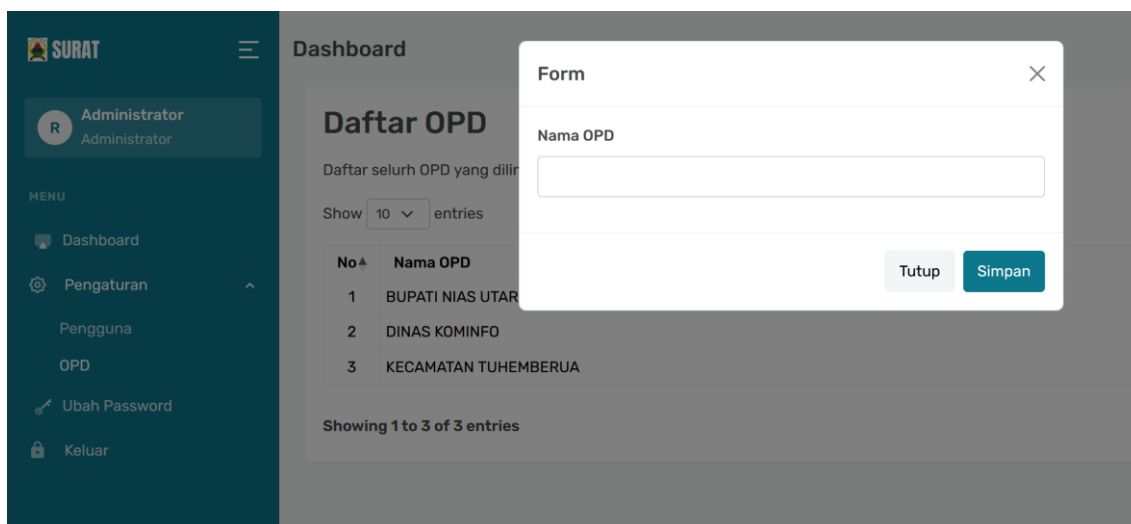 SURAT
R
Administrator
Administrator
MENU
Dashboard
Pengaturan
Pengguna
OPD
Ubah Password
Keluar
Dashboard
Daftar OPD
Daftar selurh OPD yang
Show 10 entries
No Nama OPD
1 BUPATI NIAS
2 DINAS KOMINFO
3 KECAMATAN TUHEMBERUA
Showing 1 to 3 of 3 entries
Form
Nama OPD
Tutup Simpan